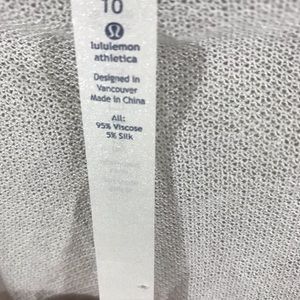 10
lululemon
athletica
Designed in
Vancouver
Made in China
All:
95% Viscose
5% Silk